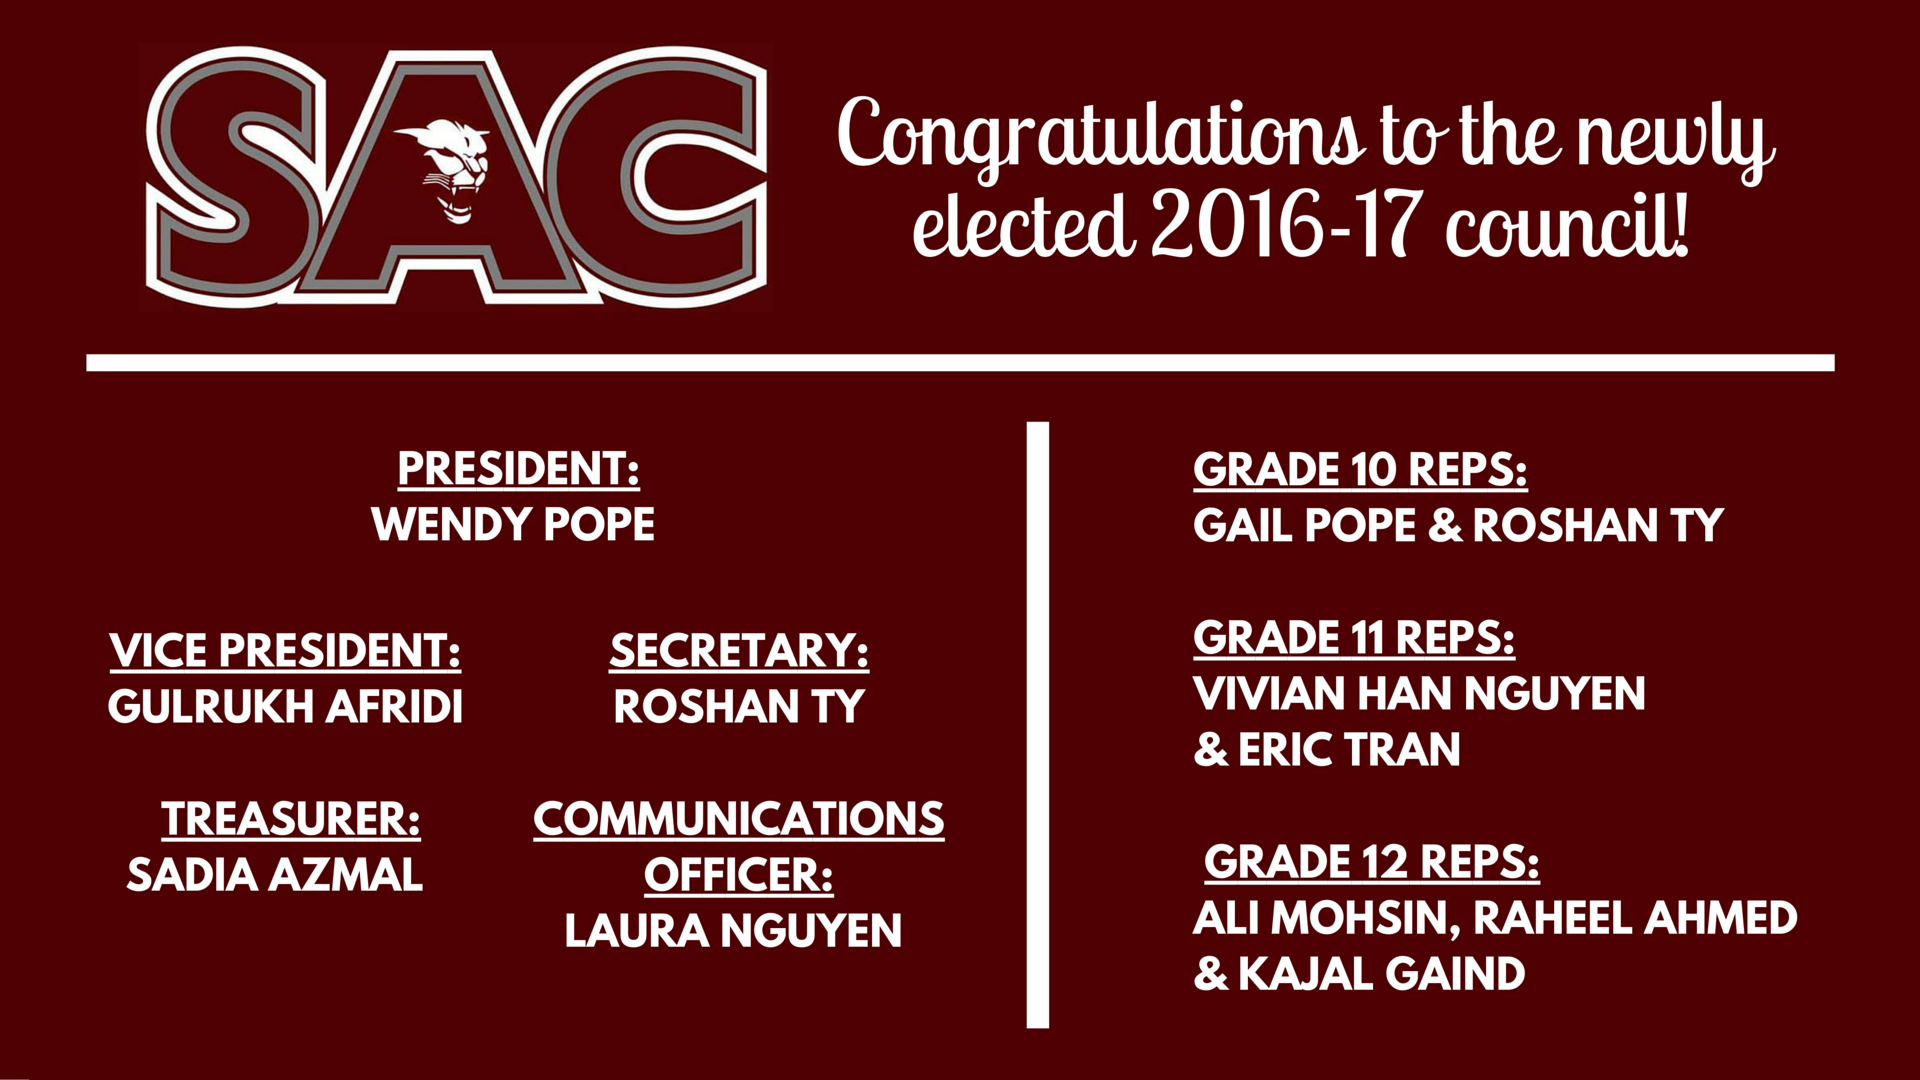 SAC
Congratulations to the newly
elected 2016-17 council!
PRESIDENT:
WENDY POPE
VICE PRESIDENT:
GULRUKH AFRIDI
SECRETARY:
ROSHAN TY
TREASURER:
SADIA AZMAL
COMMUNICATIONS
OFFICER:
LAURA NGUYEN
GRADE 10 REPS:
GAIL POPE & ROSHAN TY
GRADE 11 REPS:
VIVIAN HAN NGUYEN
& ERIC TRAN
GRADE 12 REPS:
ALI MOHSIN, RAHEEL AHMED
& KAJAL GAIND